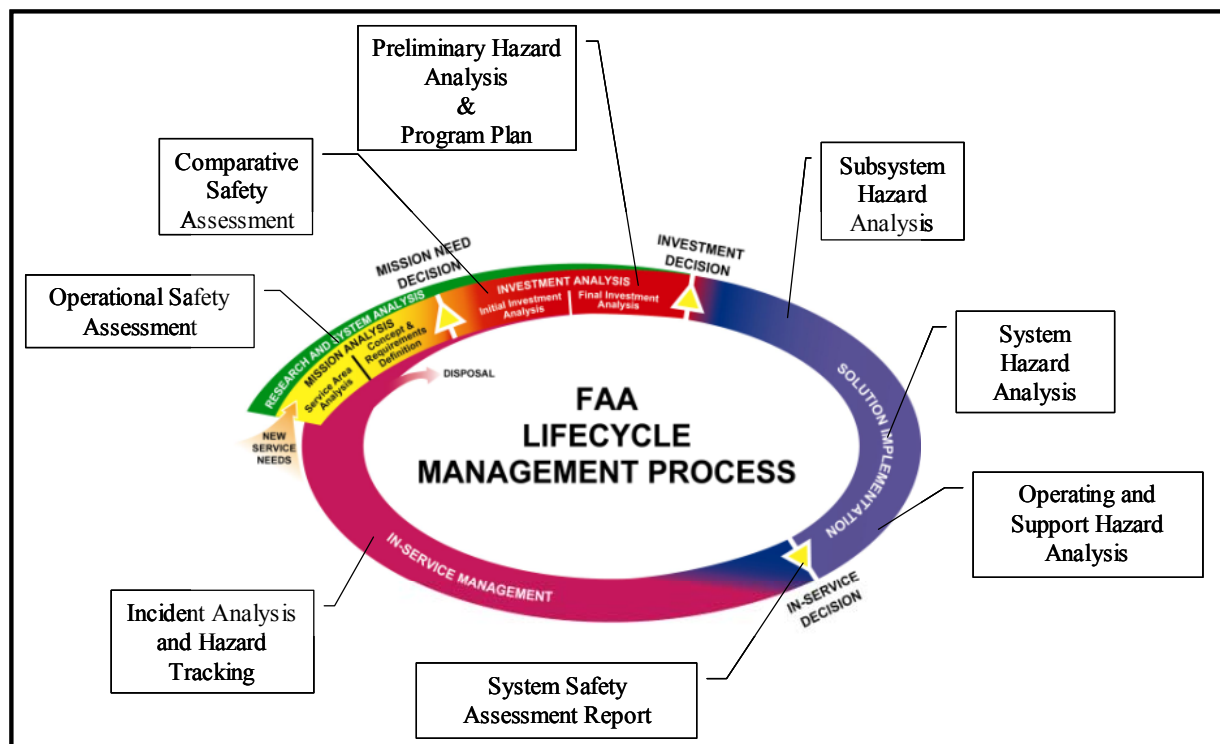 Preliminary Hazard
Analysis
&
Program Plan
Comparative
Safety
Assessment
Subsystem
Hazard
Analysis
Operational Safety
Assessment
System
Hazard
Analysis
Operating and
Support Hazard
Analysis
Incident Analysis
and Hazard
Tracking
System Safety
Assessment Report
MISSION NEED
DECISION
INVESTMENT
DECISION
INVESTMENT ANALYSIS
Initial Investment
Analysis
Final Investment
Analysis
RESEARCH AND SYSTEM ANALYSIS
MISSION ANALYSIS
Service Area
Analysis
Concept &
Requirements
Definition
DISPOSAL
NEW
SERVICE
NEEDS
FAA
LIFECYCLE
MANAGEMENT PROCESS
SOLUTION IMPLEMENTATION
IN-SERVICE
DECISION
IN-SERVICE MANAGEMENT